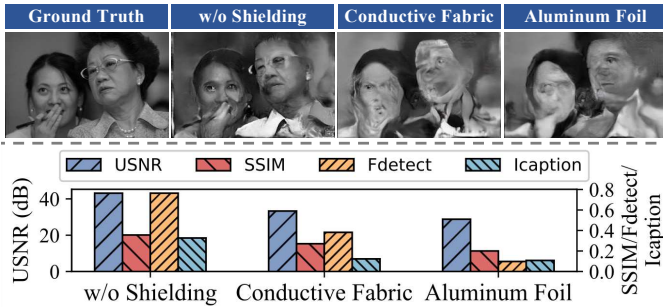 Ground Truth w/o Shielding Conductive Fabric Aluminum Foil
USNR SSIM Fdetect Icaption
USNR (dB)
40
20
0
0.8
0.6
0.4
0.2
0.0
SSIM/Fdetect/
Icaption
w/o Shielding Conductive Fabric Aluminum Foil